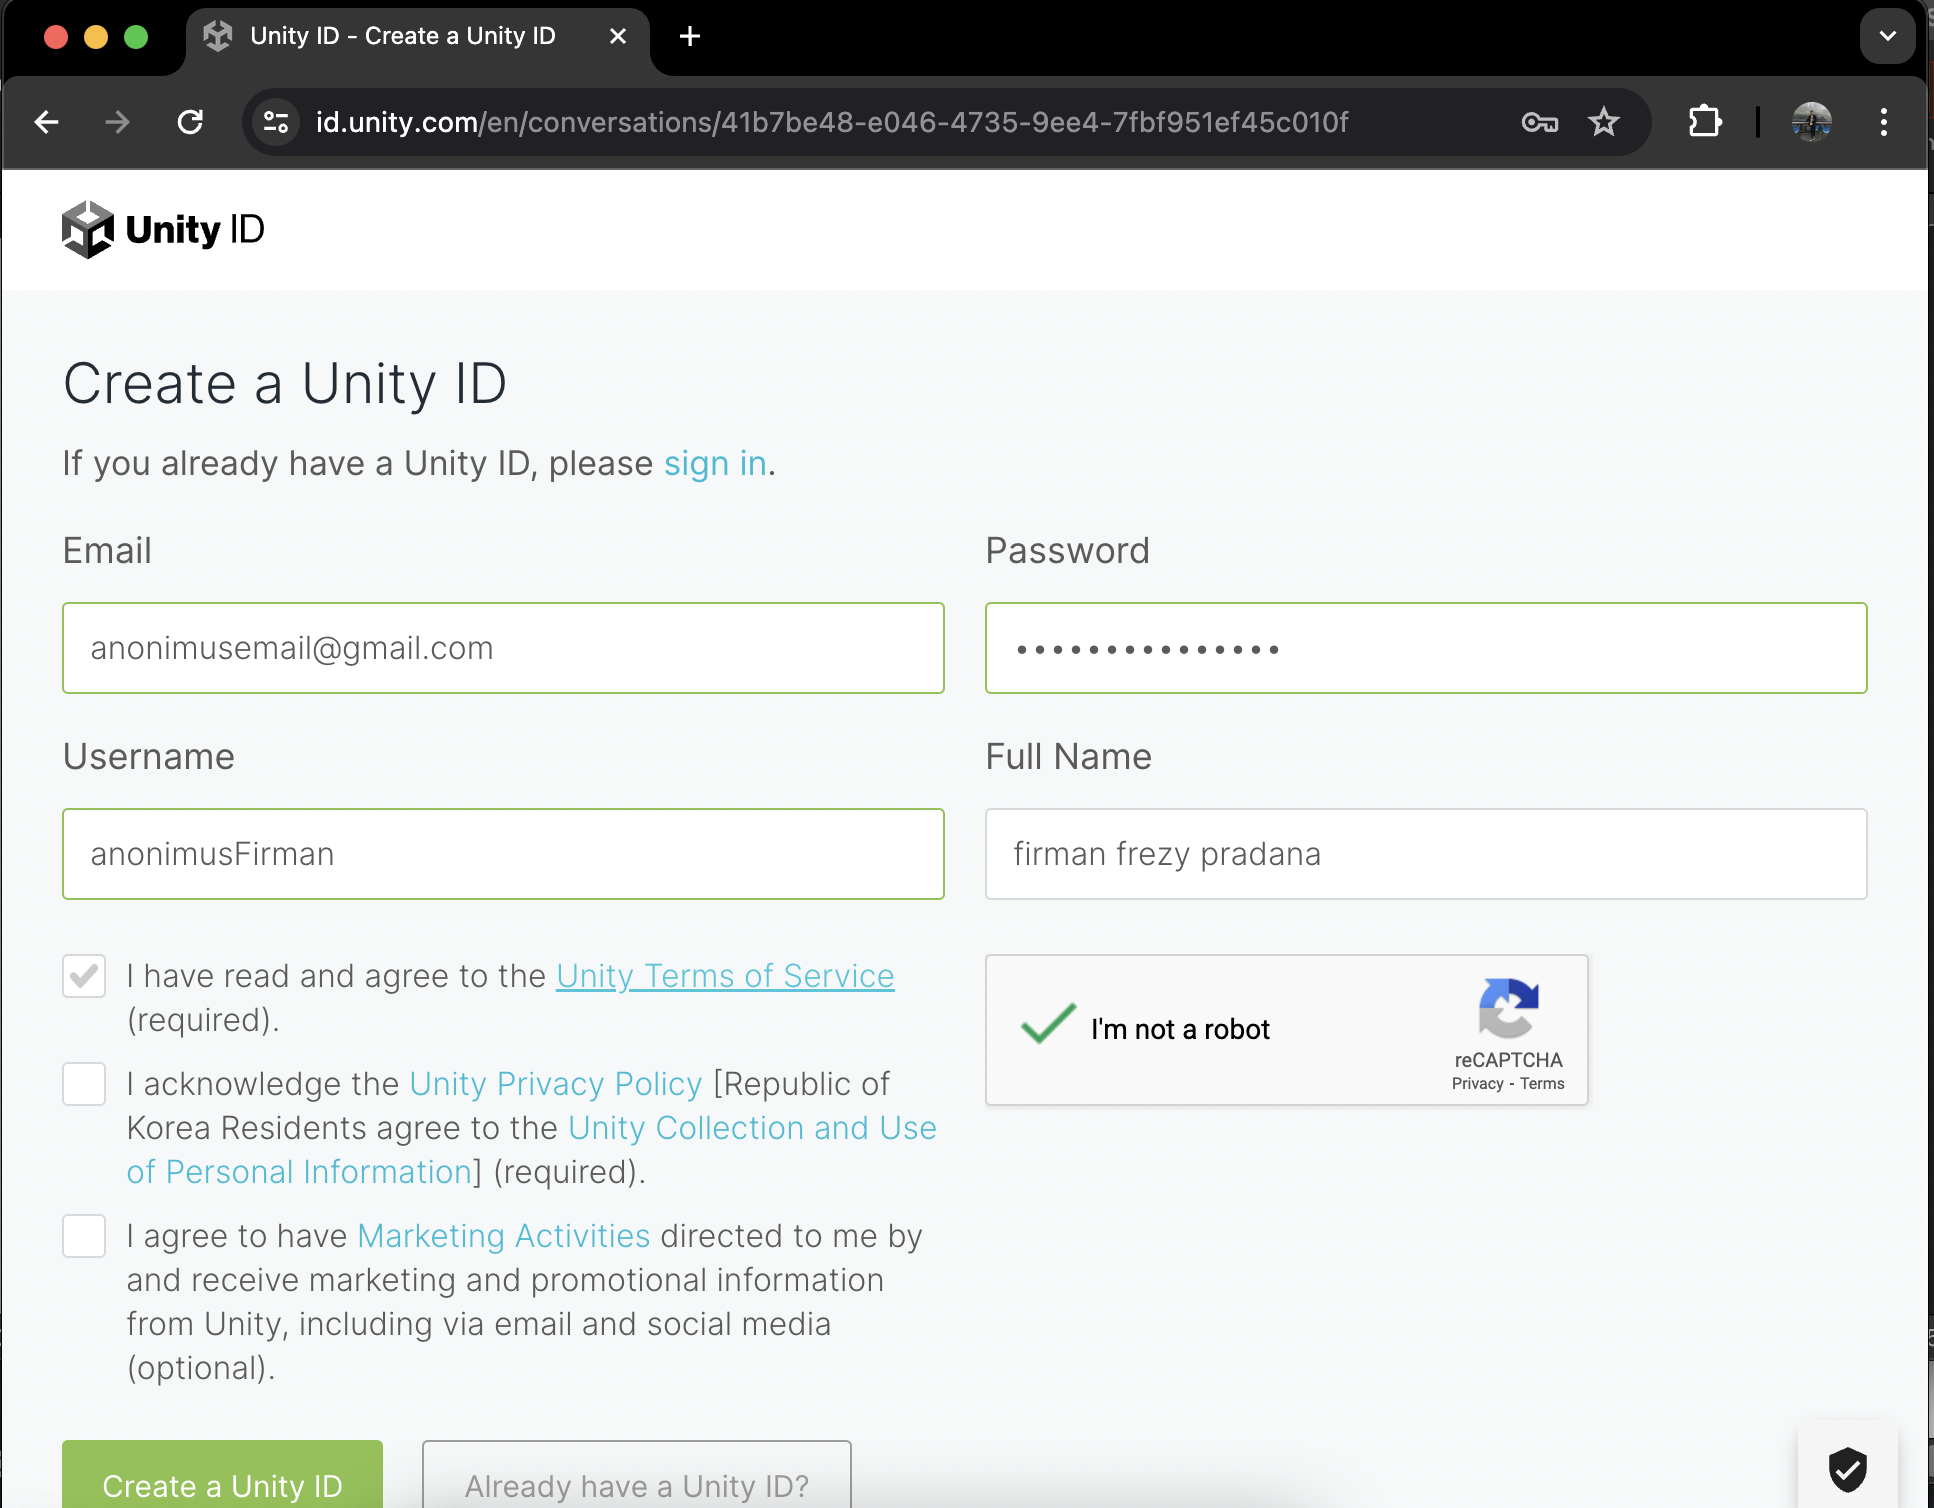 Unity ID - Create a Unity ID
id.unity.com/en/conversations/41b7be48-e046-4735-9ee4-7fbf951ef45c010f
Unity ID
Create a Unity ID
If you already have a Unity ID, please sign in.
Email
Password
anonimusemail@gmail.com
•••••••••••••••
Username
Full Name
anonimusFirman
firman frezy pradana
I have read and agree to the Unity Terms of Service
(required).
I'm not a robot
reCAPTCHA
Privacy - Terms
I acknowledge the Unity Privacy Policy [Republic of
Korea Residents agree to the Unity Collection and Use
of Personal Information] (required).
I agree to have Marketing Activities directed to me by
and receive marketing and promotional information
from Unity, including via email and social media
(optional).
Create a Unity ID
Already have a Unity ID?